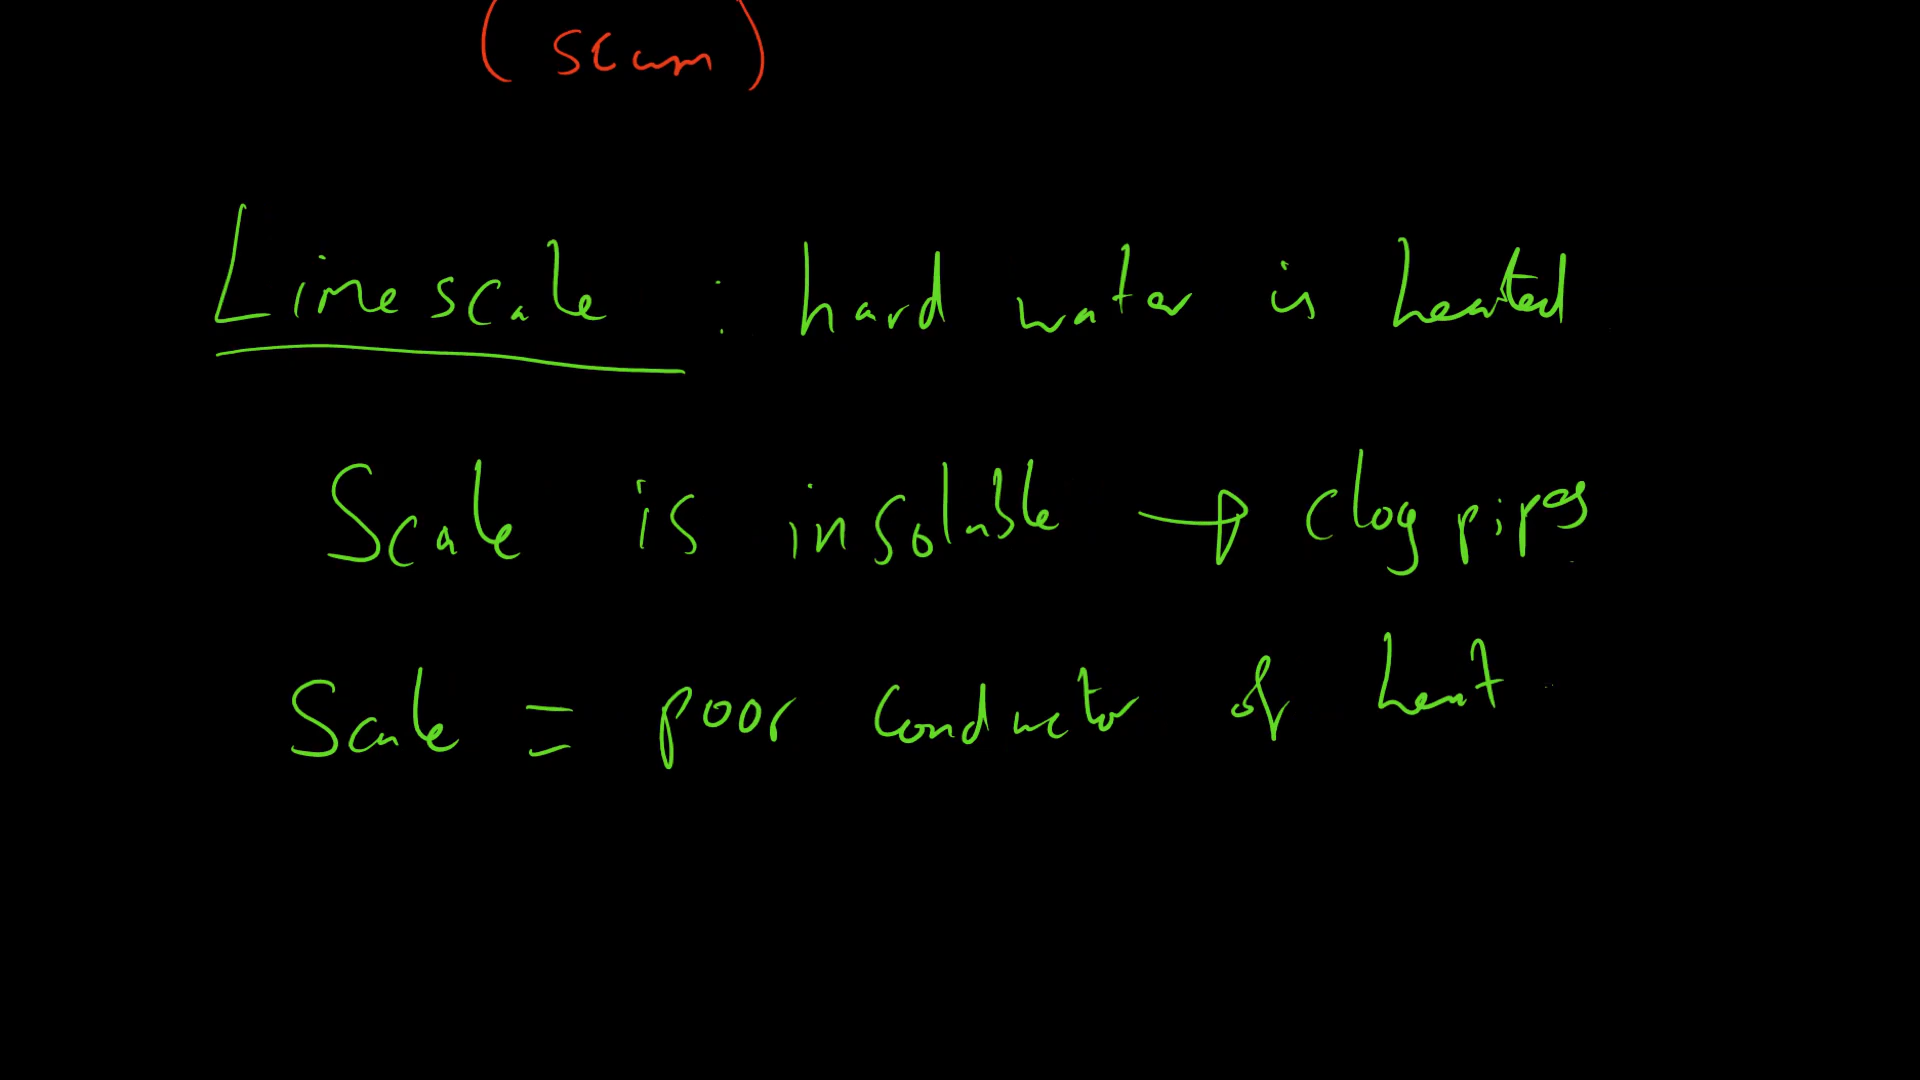 (scum)
Limescale : hard water is heated
Scale is insoluble → clog pipes
Scale = poor conductor of heat